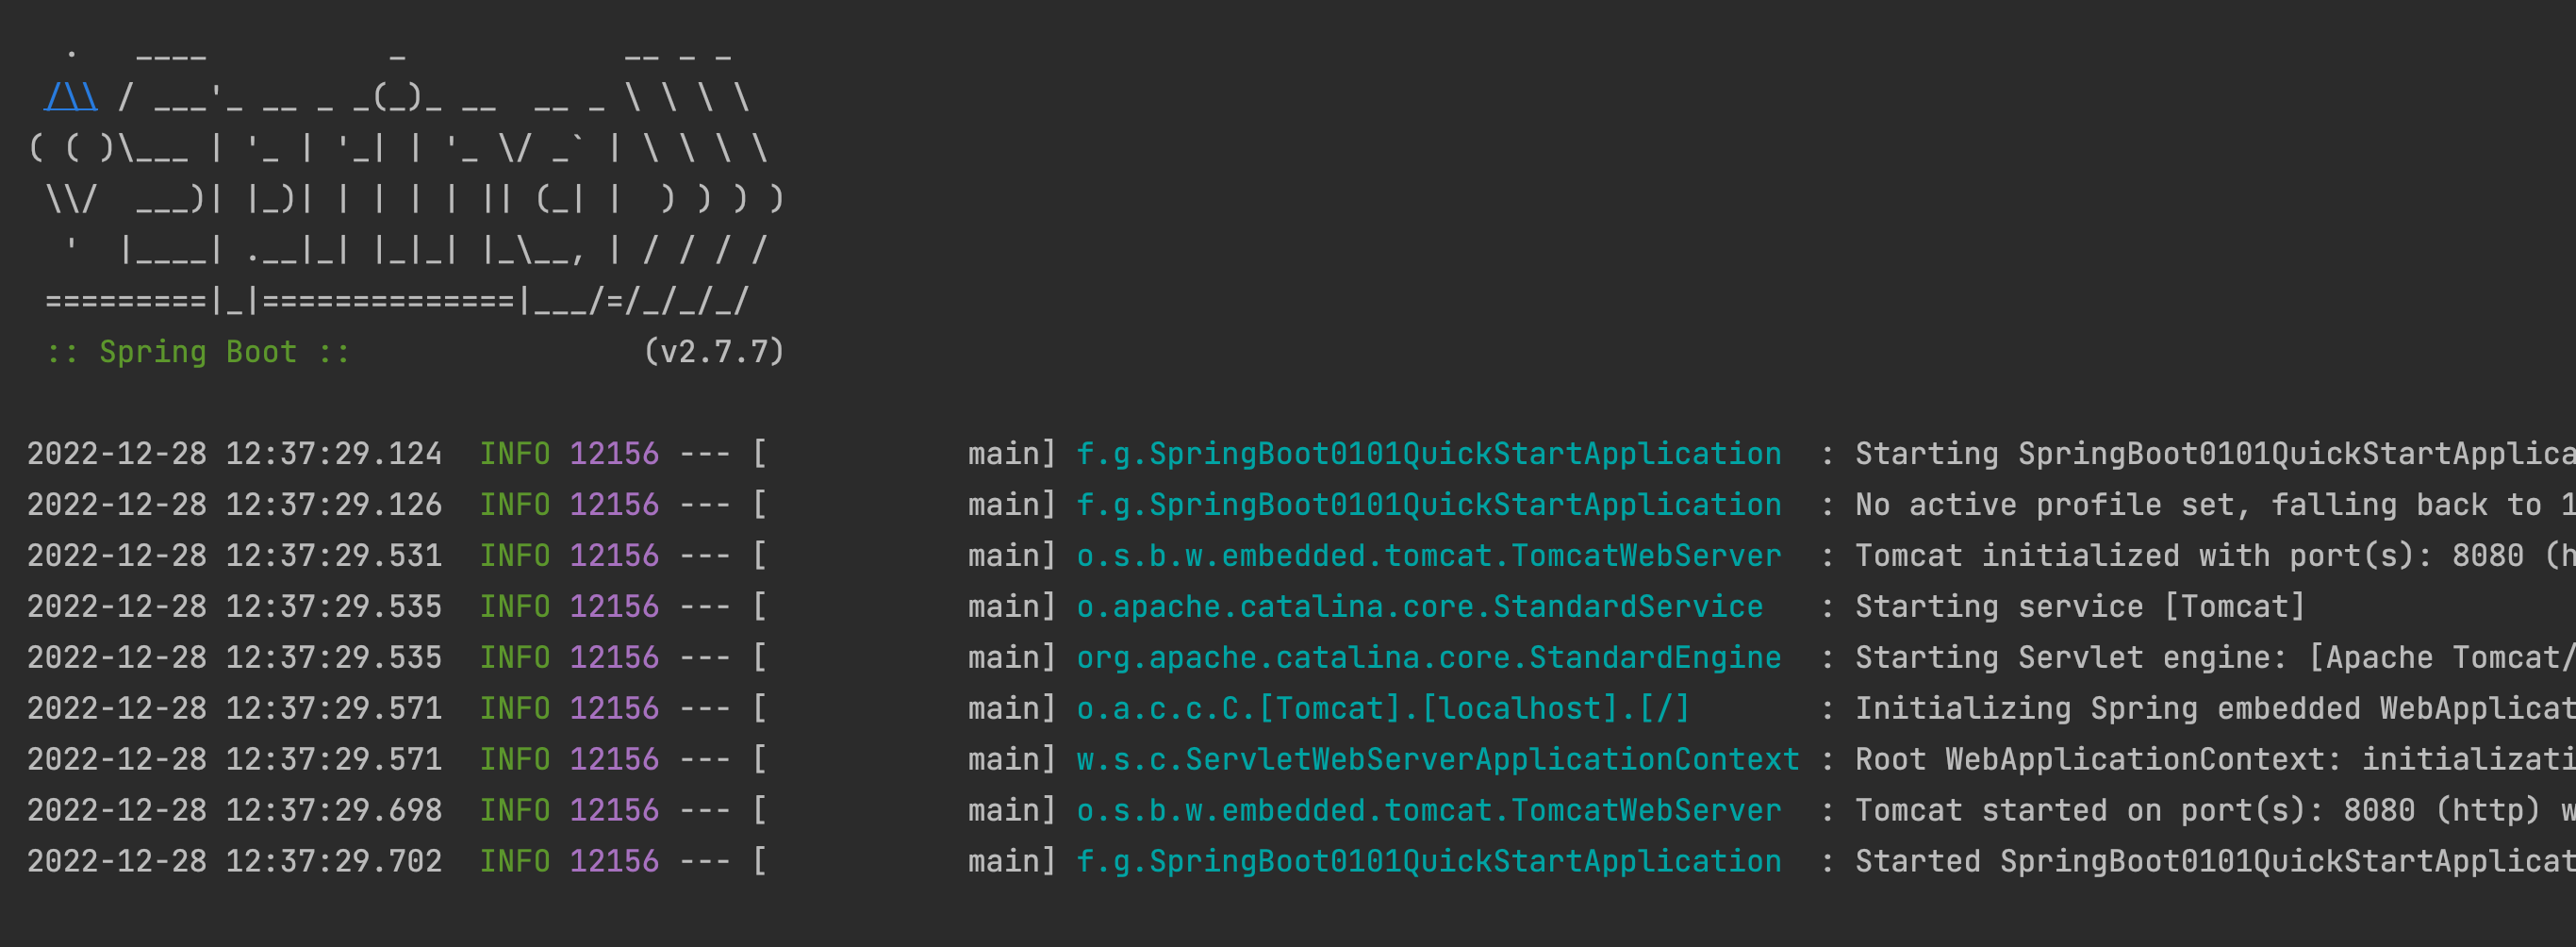 .   ____          _            __ _ _
 /\\ / ___'_ __ _ _(_)_ __  __ _ \ \ \ \
( ( )\___ | '_ | '_| | '_ \/ _` | \ \ \ \
 \\/  ___)| |_)| | | | | || (_| |  ) ) ) )
  '  |____| .__|_| |_|_| |_\__, | / / / /
 =========|_|==============|___/=/_/_/_/
 :: Spring Boot ::                (v2.7.7)
2022-12-28 12:37:29.124  INFO 12156 --- [           main] f.g.SpringBoot0101QuickStartApplication  : Starting SpringBoot0101QuickStartApplica
2022-12-28 12:37:29.126  INFO 12156 --- [           main] f.g.SpringBoot0101QuickStartApplication  : No active profile set, falling back to 1
2022-12-28 12:37:29.531  INFO 12156 --- [           main] o.s.b.w.embedded.tomcat.TomcatWebServer  : Tomcat initialized with port(s): 8080 (h
2022-12-28 12:37:29.535  INFO 12156 --- [           main] o.apache.catalina.core.StandardService   : Starting service [Tomcat]
2022-12-28 12:37:29.535  INFO 12156 --- [           main] org.apache.catalina.core.StandardEngine  : Starting Servlet engine: [Apache Tomcat/
2022-12-28 12:37:29.571  INFO 12156 --- [           main] o.a.c.c.C.[Tomcat].[localhost].[/]       : Initializing Spring embedded WebApplicat
2022-12-28 12:37:29.571  INFO 12156 --- [           main] w.s.c.ServletWebServerApplicationContext : Root WebApplicationContext: initializati
2022-12-28 12:37:29.698  INFO 12156 --- [           main] o.s.b.w.embedded.tomcat.TomcatWebServer  : Tomcat started on port(s): 8080 (http) w
2022-12-28 12:37:29.702  INFO 12156 --- [           main] f.g.SpringBoot0101QuickStartApplication  : Started SpringBoot0101QuickStartApplicat